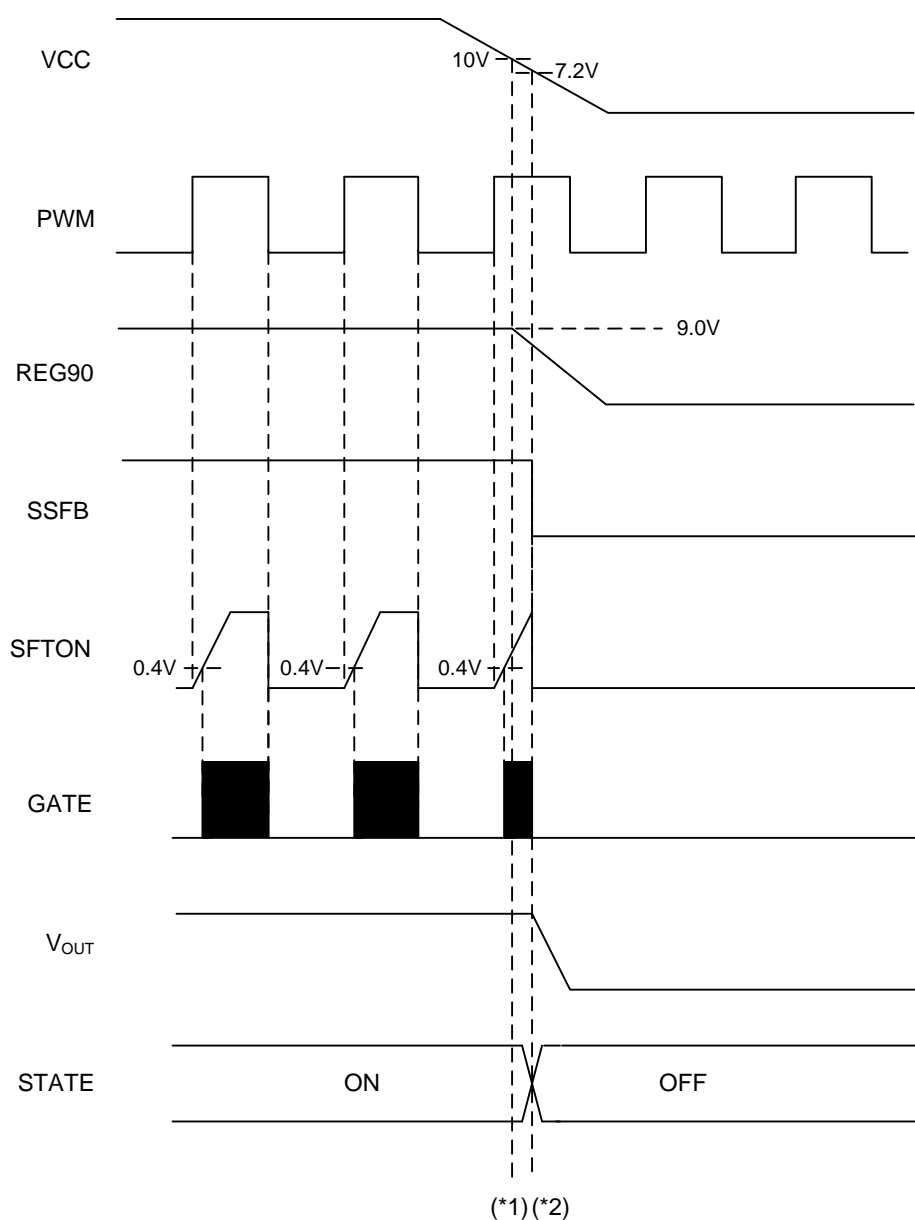 VCC
10V
7.2V
PWM
9.0V
REG90
SSFB
SFTON
0.4V
0.4V
0.4V
GATE
VOUT
STATE
ON
OFF
(*1) (*2)